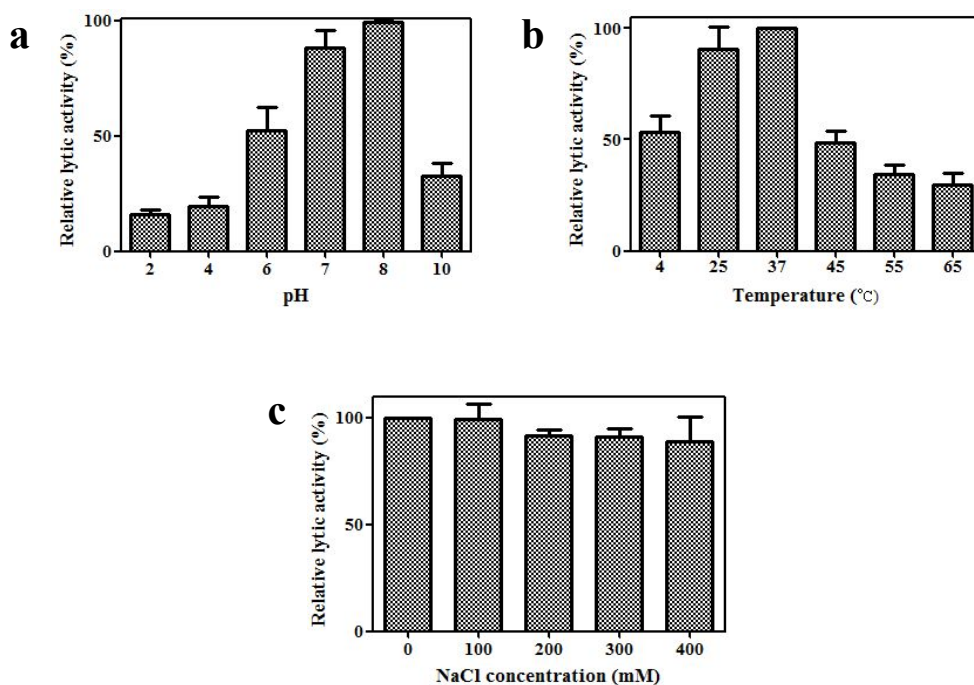 a
Relative lytic activity (%)
100
50
0
2 4 6 7 8 10
pH
b
Relative lytic activity (%)
100
50
0
4 25 37 45 55 65
Temperature (℃)
c
Relative lytic activity (%)
100
50
0
0 100 200 300 400
NaCl concentration (mM)